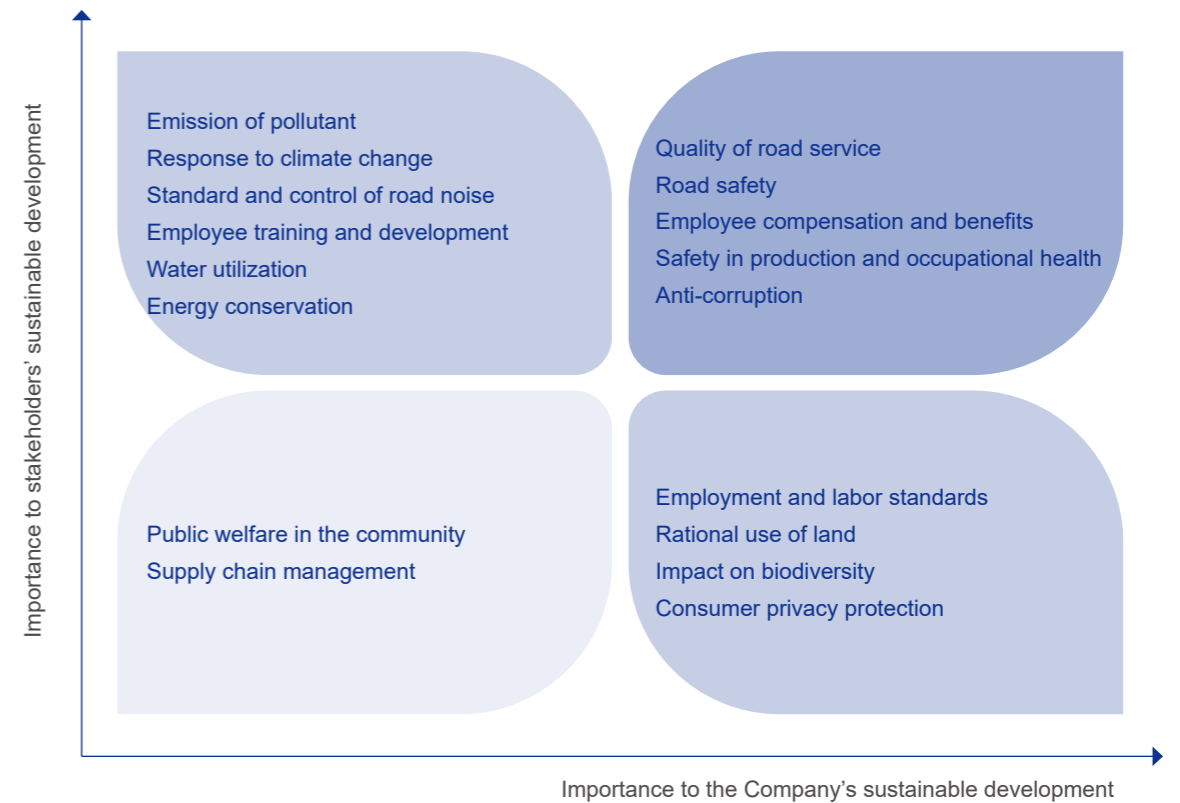 Importance to stakeholders’ sustainable development
Emission of pollutant
Response to climate change
Standard and control of road noise
Employee training and development
Water utilization
Energy conservation
Quality of road service
Road safety
Employee compensation and benefits
Safety in production and occupational health
Anti-corruption
Public welfare in the community
Supply chain management
Employment and labor standards
Rational use of land
Impact on biodiversity
Consumer privacy protection
Importance to the Company’s sustainable development